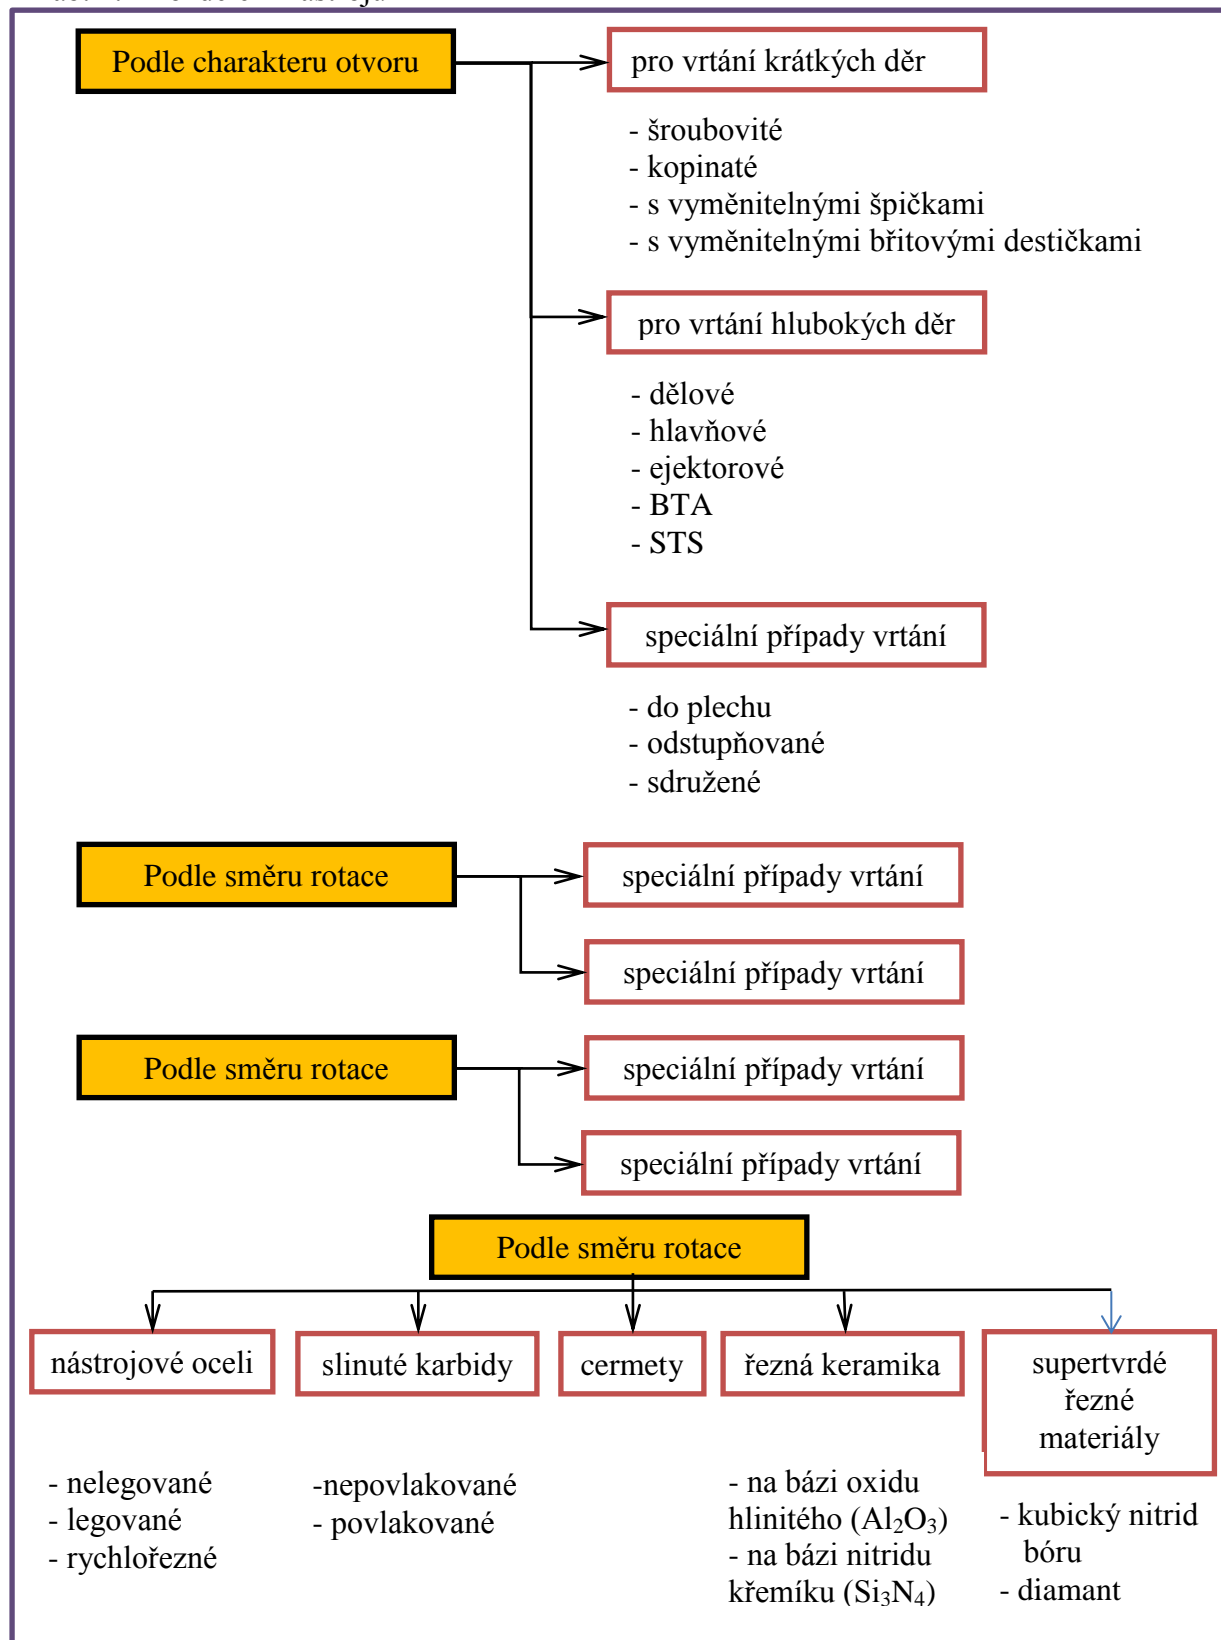 Podle charakteru otvoru
pro vrtání krátkých děr
- šroubovité
- kopinaté
- s vyměnitelnými špičkami
- s vyměnitelnými břitovými destičkami
pro vrtání hlubokých děr
- dělové
- hlavňové
- ejektorové
- BTA
- STS
speciální případy vrtání
- do plechu
- odstupňované
- sdružené
Podle směru rotace
speciální případy vrtání
speciální případy vrtání
Podle směru rotace
speciální případy vrtání
speciální případy vrtání
Podle směru rotace
nástrojové oceli
- nelegované
- legované
- rychlořezné
slinuté karbidy
-nepovlakované
- povlakované
cermety
řezná keramika
- na bázi oxidu
hlinitého (Al₂O₃)
- na bázi nitridu
křemíku (Si₃N₄)
supertvrdé
řezné
materiály
- kubický nitrid
bóru
- diamant